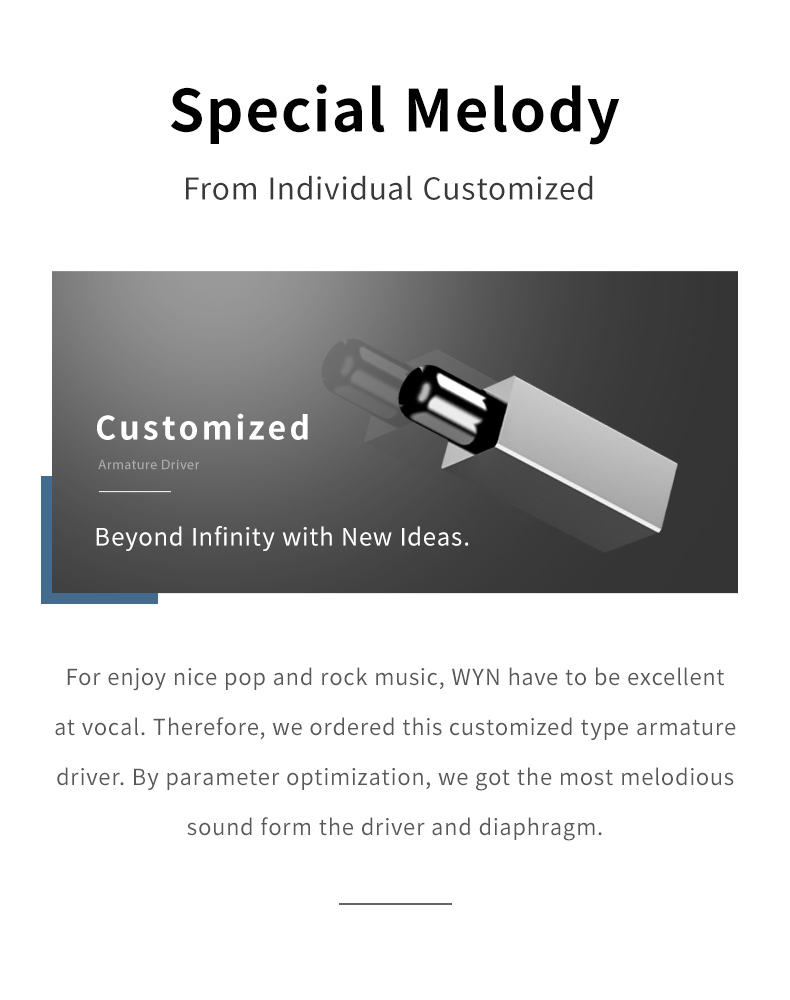 Special Melody
From Individual Customized
Customized
Armature Driver
Beyond Infinity with New Ideas.
For enjoy nice pop and rock music, WYN have to be excellent
at vocal. Therefore, we ordered this customized type armature
driver. By parameter optimization, we got the most melodious
sound form the driver and diaphragm.